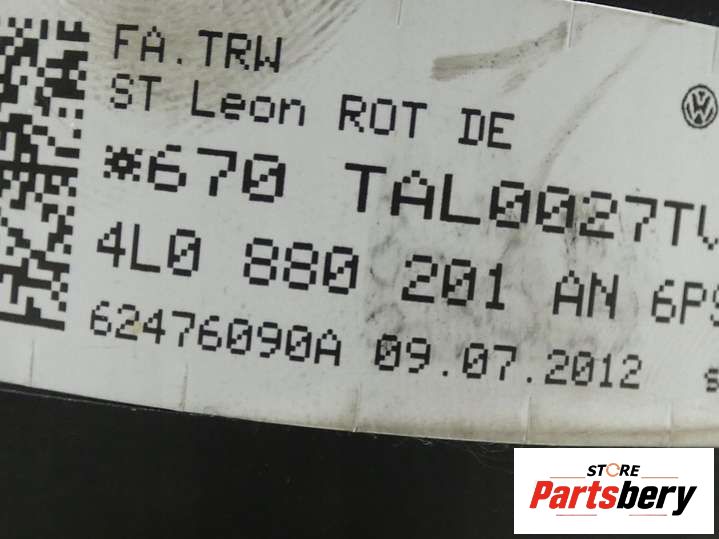 FA.TRW
ST Leon ROT DE
*670 TAL0027TV
4L0 880 201 AN 6PS
62476090A 09.07.2012 s
STORE
Partsbery